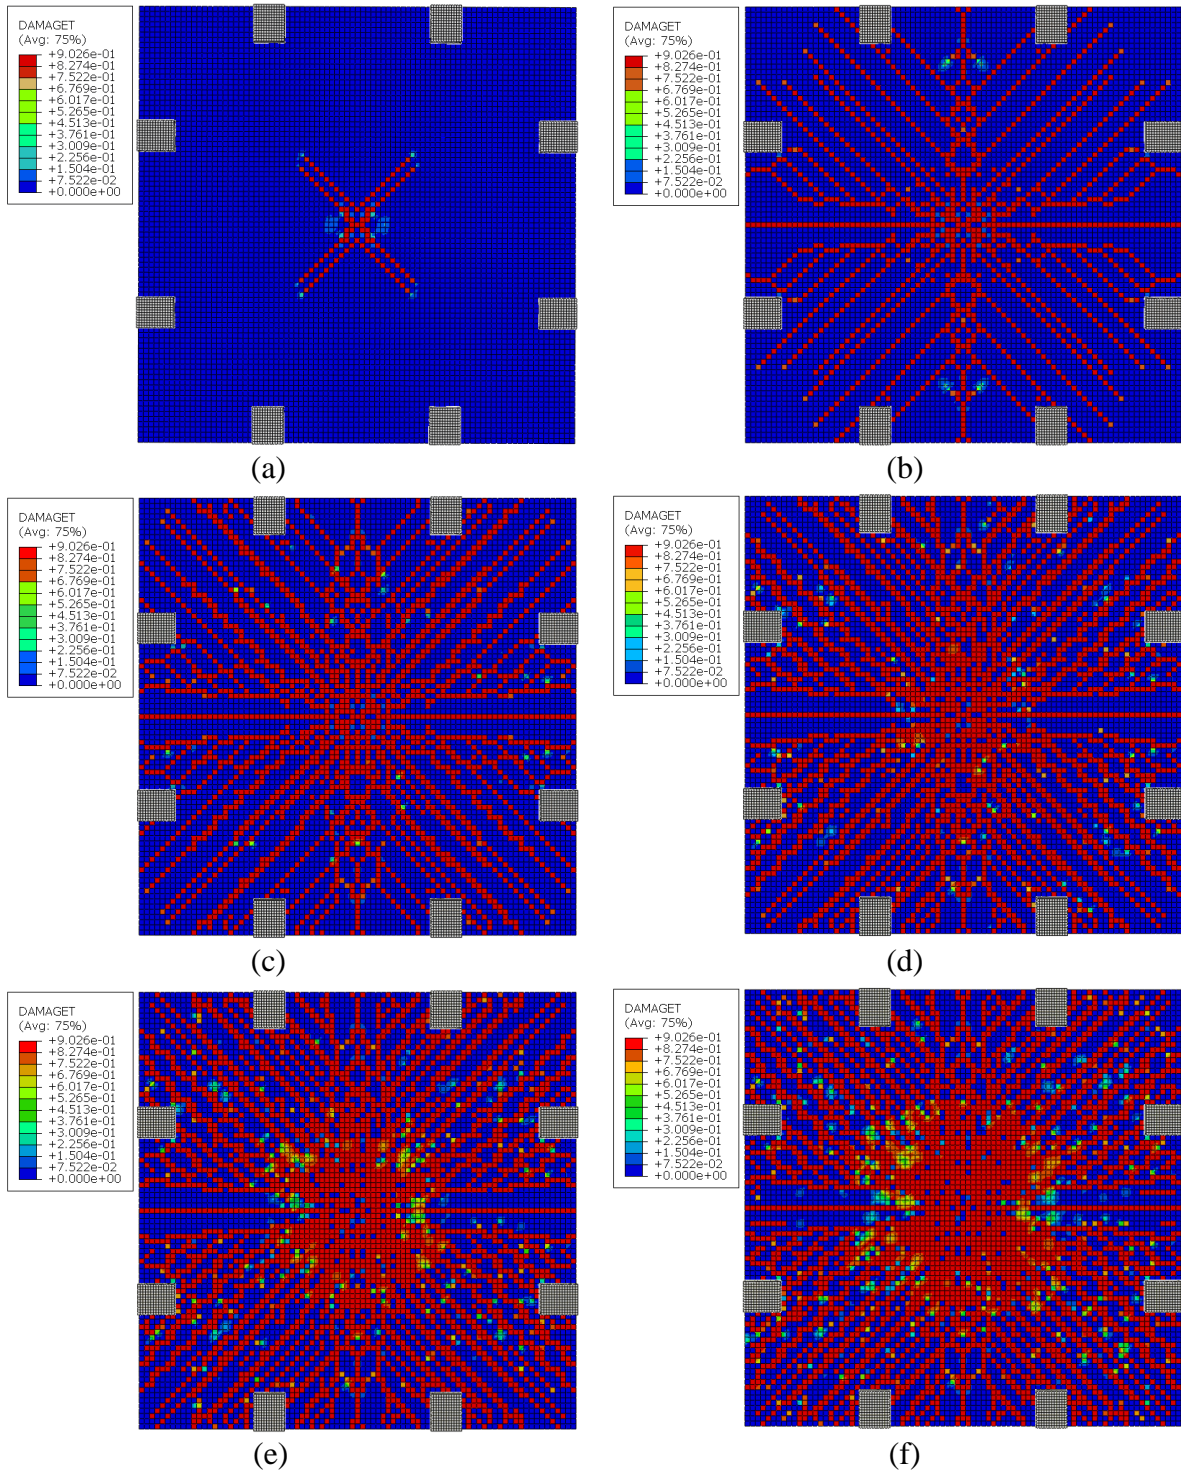 DAMAGET
(Avg: 75%)
+9.026e-01
+8.274e-01
+7.522e-01
+6.769e-01
+6.017e-01
+5.265e-01
+4.513e-01
+3.761e-01
+3.009e-01
+2.256e-01
+1.504e-01
+7.522e-02
+0.000e+00
(a)
DAMAGET
(Avg: 75%)
+9.026e-01
+8.274e-01
+7.522e-01
+6.769e-01
+6.017e-01
+5.265e-01
+4.513e-01
+3.761e-01
+3.009e-01
+2.256e-01
+1.504e-01
+7.522e-02
+0.000e+00
(b)
DAMAGET
(Avg: 75%)
+9.026e-01
+8.274e-01
+7.522e-01
+6.769e-01
+6.017e-01
+5.265e-01
+4.513e-01
+3.761e-01
+3.009e-01
+2.256e-01
+1.504e-01
+7.522e-02
+0.000e+00
(c)
DAMAGET
(Avg: 75%)
+9.026e-01
+8.274e-01
+7.522e-01
+6.769e-01
+6.017e-01
+5.265e-01
+4.513e-01
+3.761e-01
+3.009e-01
+2.256e-01
+1.504e-01
+7.522e-02
+0.000e+00
(d)
DAMAGET
(Avg: 75%)
+9.026e-01
+8.274e-01
+7.522e-01
+6.769e-01
+6.017e-01
+5.265e-01
+4.513e-01
+3.761e-01
+3.009e-01
+2.256e-01
+1.504e-01
+7.522e-02
+0.000e+00
(e)
DAMAGET
(Avg: 75%)
+9.026e-01
+8.274e-01
+7.522e-01
+6.769e-01
+6.017e-01
+5.265e-01
+4.513e-01
+3.761e-01
+3.009e-01
+2.256e-01
+1.504e-01
+7.522e-02
+0.000e+00
(f)